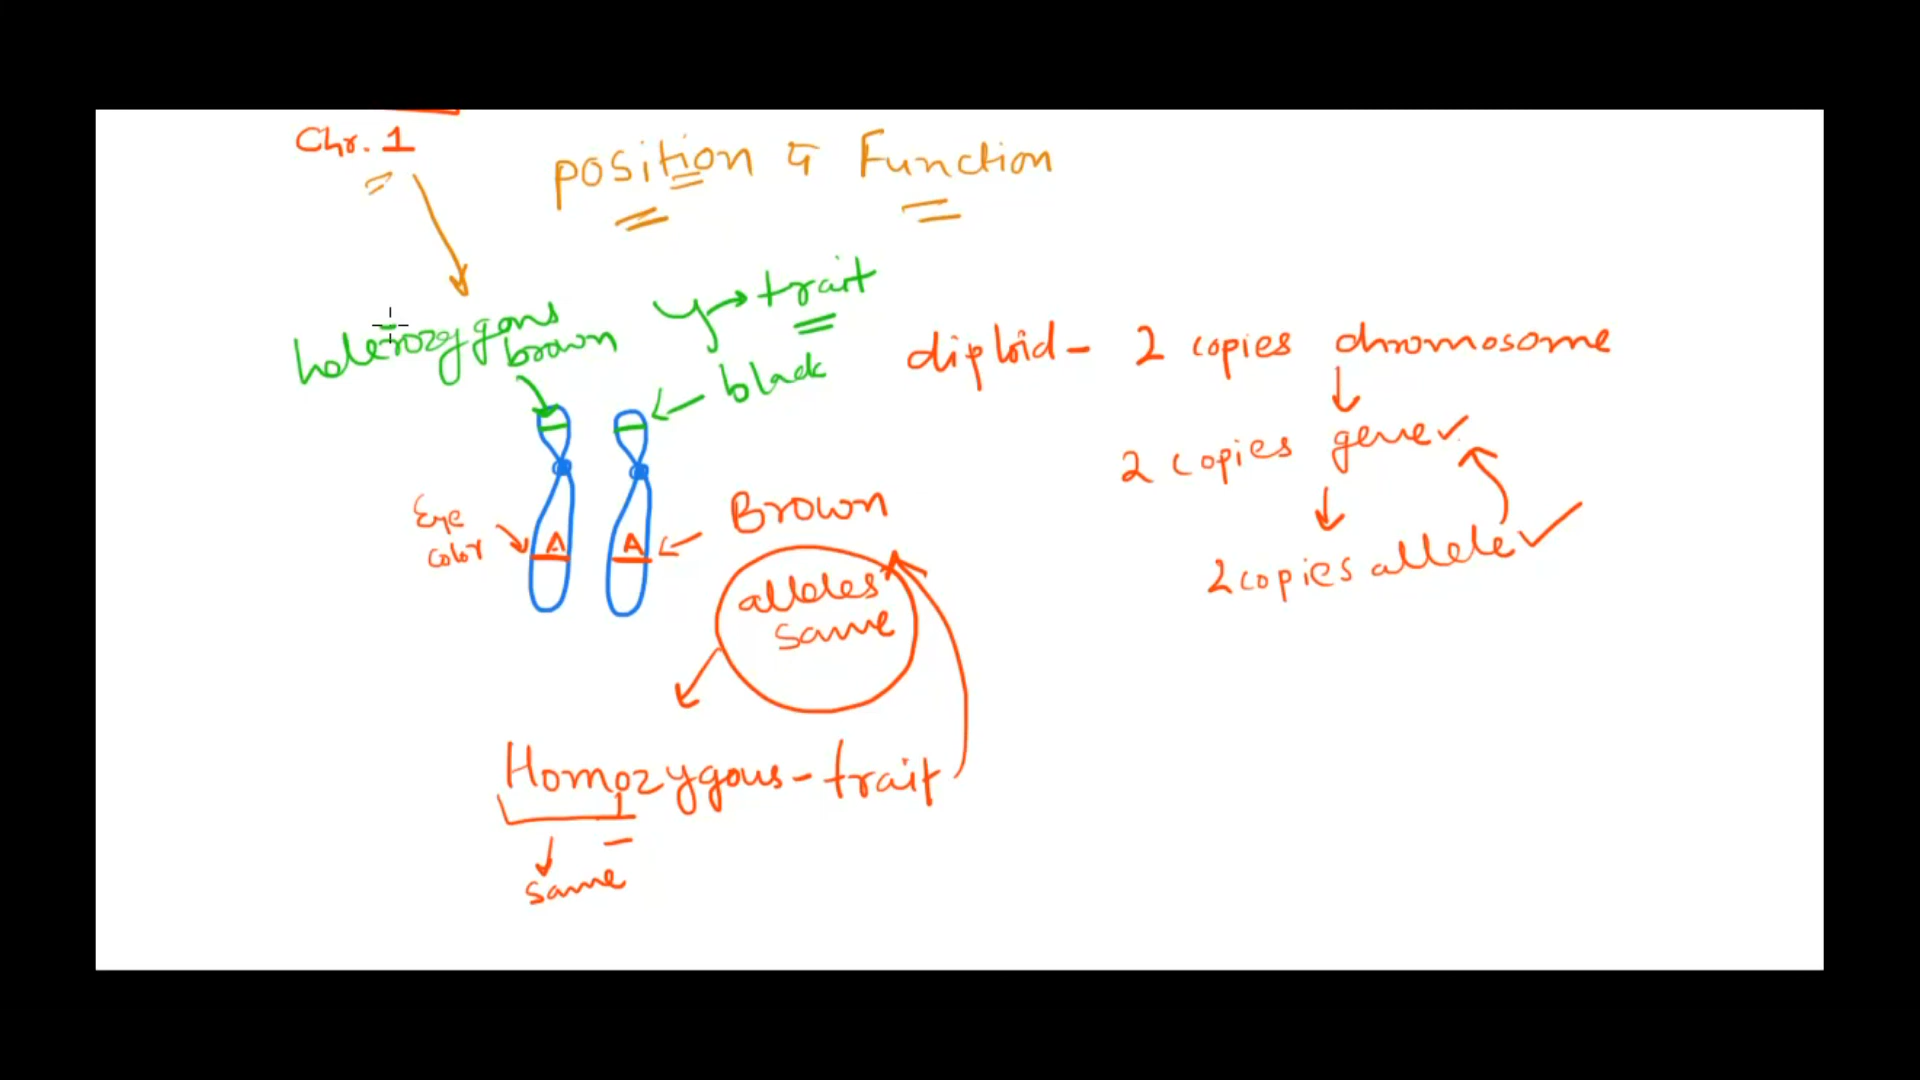 Chr. 1
position & Function
heterozygous
brown
y → trait
black
diploid - 2 copies chromosome
2 copies gene ✓
2 copies allele ✓
Eye
color
A
A
Brown
alleles
same
Homozygous - trait
same